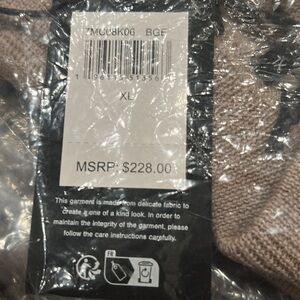 BGE
XL
MSRP: $228.00
This garment is made from delicate fabric to
create a one of a kind look. In order to
maintain the integrity of the garment, please
follow the care instructions carefully.
FR